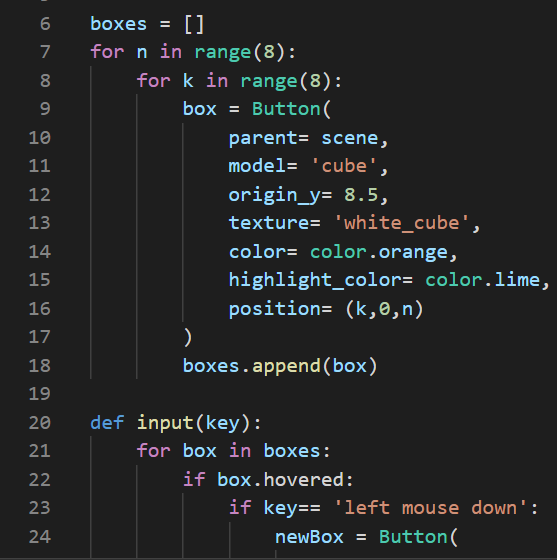 6 boxes = []
7 for n in range(8):
8     for k in range(8):
9         box = Button(
10             parent= scene,
11             model= 'cube',
12             origin_y= 8.5,
13             texture= 'white_cube',
14             color= color.orange,
15             highlight_color= color.lime,
16             position= (k,0,n)
17         )
18         boxes.append(box)
19
20 def input(key):
21     for box in boxes:
22         if box.hovered:
23             if key== 'left mouse down':
24                 newBox = Button(